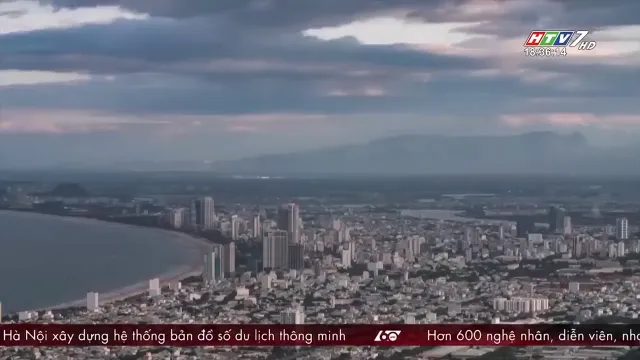 HTV7 HD
18:36:14
Hà Nội xây dựng hệ thống bản đồ số du lịch thông minh 60 Hơn 600 nghệ nhân, diễn viên,